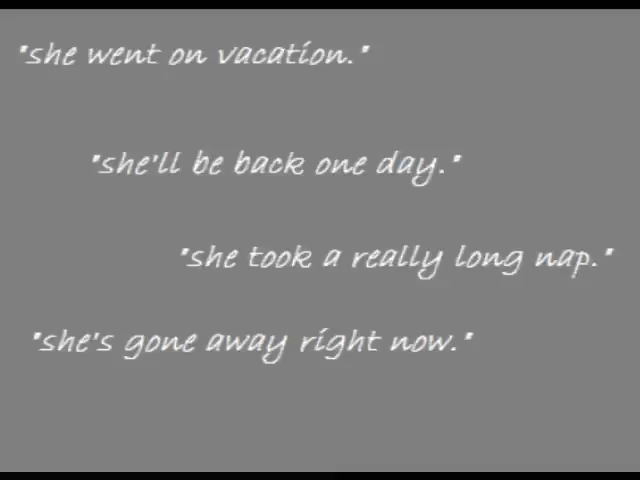 "she went on vacation."
"she'll be back one day."
"she took a really long nap."
"she's gone away right now."